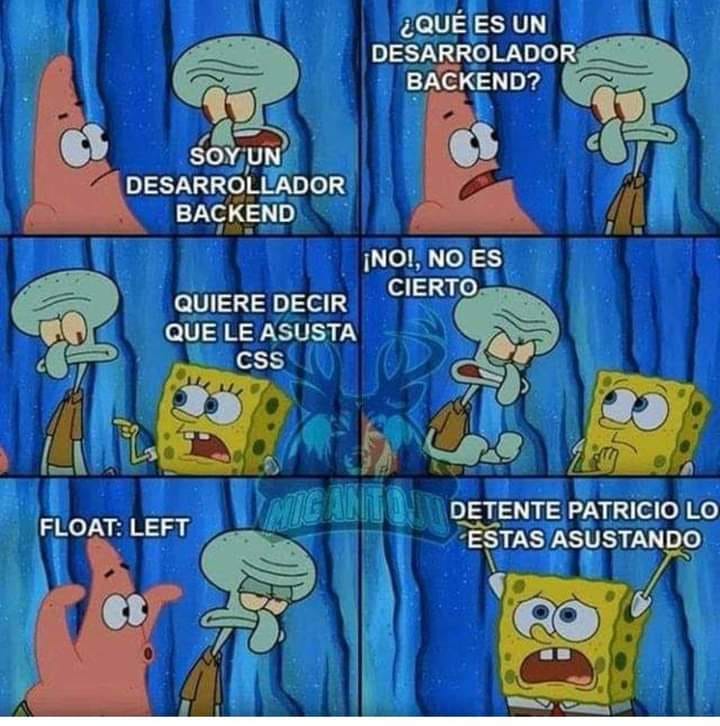 SOY UN
DESARROLLADOR
BACKEND
¿QUÉ ES UN
DESARROLADOR
BACKEND?
QUIERE DECIR
QUE LE ASUSTA
CSS
¡NO!, NO ES
CIERTO
FLOAT: LEFT
DETENTE PATRICIO LO
ESTAS ASUSTANDO
MIGANTOJU